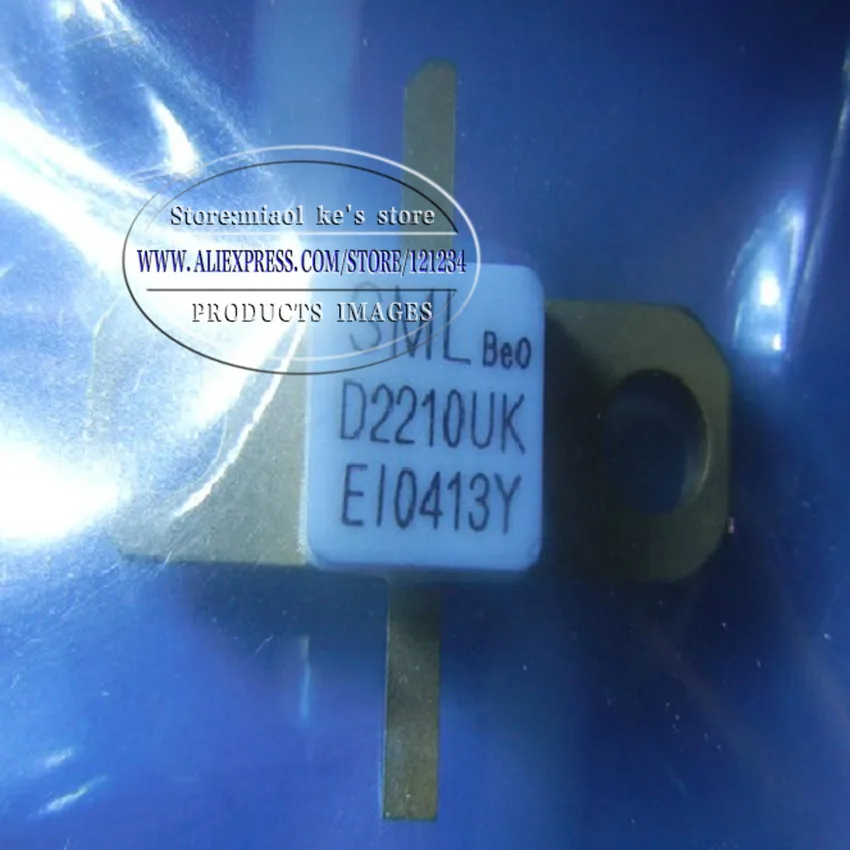 Store:miaol ke's store
WWW.ALIEXPRESS.COM/STORE/121234
PRODUCTS IMAGES
SML BeO
D2210UK
EI0413Y